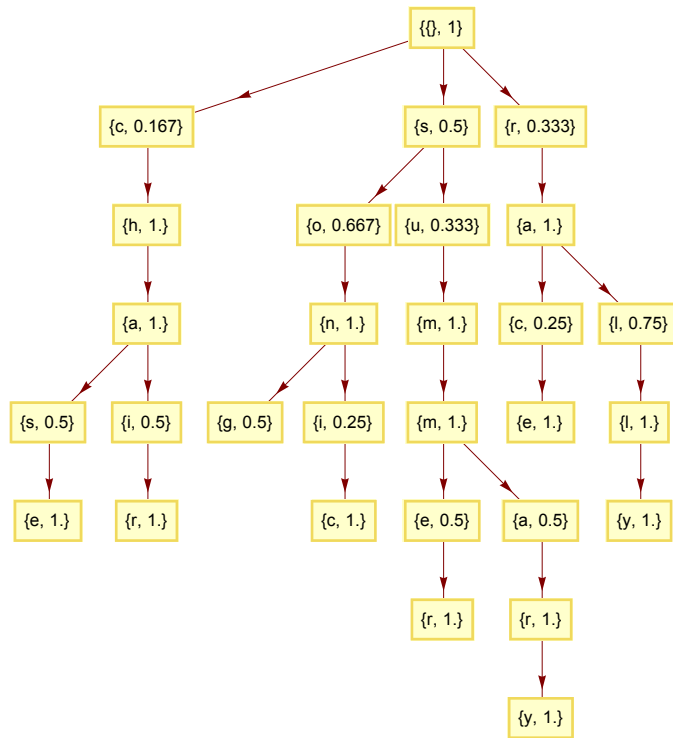 {{}, 1}
{c, 0.167} {s, 0.5} {r, 0.333}
{h, 1.} {o, 0.667} {u, 0.333} {a, 1.}
{a, 1.} {n, 1.} {m, 1.} {c, 0.25} {l, 0.75}
{s, 0.5} {i, 0.5} {g, 0.5} {i, 0.25} {m, 1.} {e, 1.} {l, 1.}
{e, 1.} {r, 1.} {c, 1.} {e, 0.5} {a, 0.5} {y, 1.}
{r, 1.} {r, 1.}
{y, 1.}